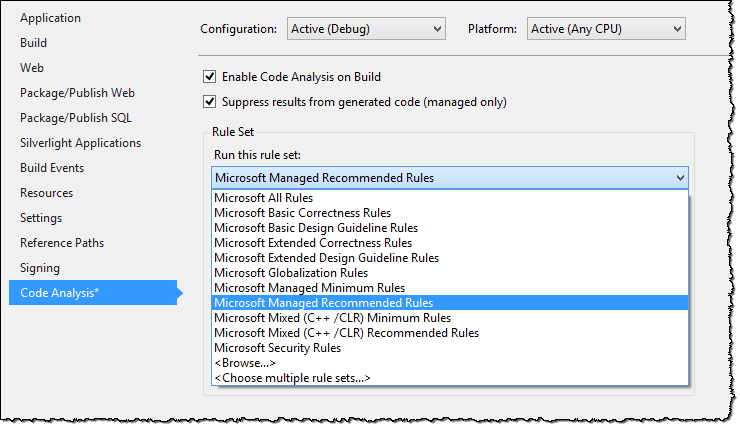 Application
Build
Web
Package/Publish Web
Package/Publish SQL
Silverlight Applications
Build Events
Resources
Settings
Reference Paths
Signing
Code Analysis*
Configuration: Active (Debug) Platform: Active (Any CPU)
Enable Code Analysis on Build
Suppress results from generated code (managed only)
Rule Set
Run this rule set:
Microsoft Managed Recommended Rules
Microsoft All Rules
Microsoft Basic Correctness Rules
Microsoft Basic Design Guideline Rules
Microsoft Extended Correctness Rules
Microsoft Extended Design Guideline Rules
Microsoft Globalization Rules
Microsoft Managed Minimum Rules
Microsoft Managed Recommended Rules
Microsoft Mixed (C++ /CLR) Minimum Rules
Microsoft Mixed (C++ /CLR) Recommended Rules
Microsoft Security Rules
<Browse...>
<Choose multiple rule sets...>